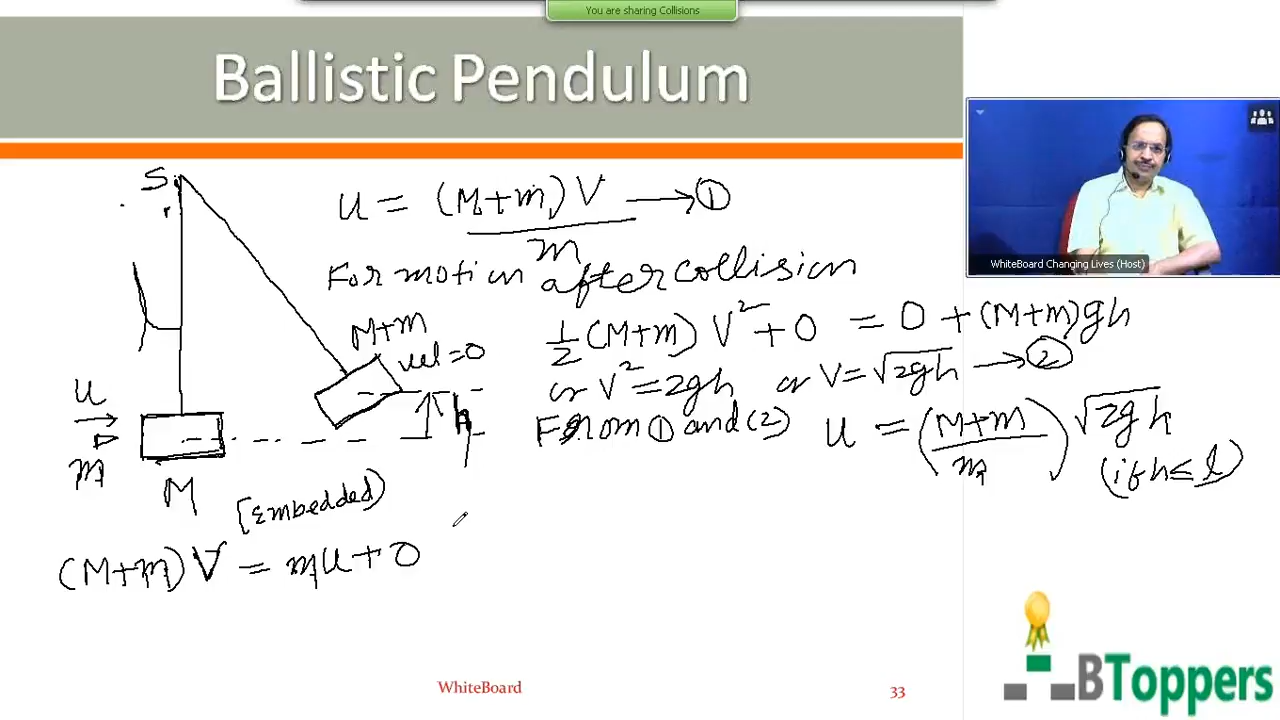 You are sharing Collisions
Ballistic Pendulum
S
u = (M+m)V / m → ①
For motion after collision
M+m
vel = 0
½(M+m) V² + 0 = 0 + (M+m)gh
or V² = 2gh or V = √2gh → ②
h
u
m
M
From ① and (2) u = (M+m / m) √2gh
(if h ≤ l)
[Embedded)
(M+m)V = mu + 0
WhiteBoard Changing Lives (Host)
BToppers
WhiteBoard
33